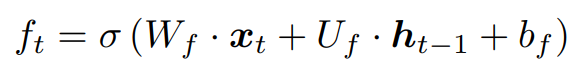 f_t = σ (W_f · x_t + U_f · h_{t−1} + b_f)